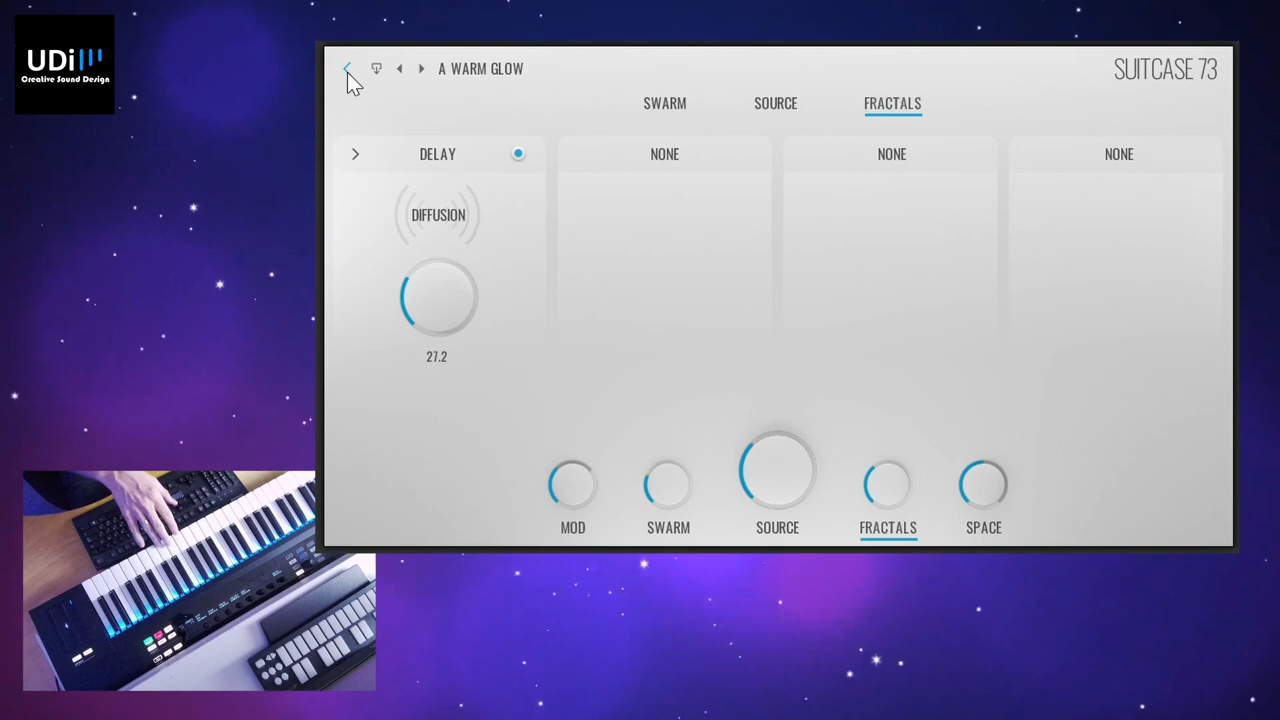 UDi
Creative Sound Design
A WARM GLOW
SUITCASE 73
SWARM
SOURCE
FRACTALS
DELAY
NONE
NONE
NONE
DIFFUSION
27.2
MOD
SWARM
SOURCE
FRACTALS
SPACE